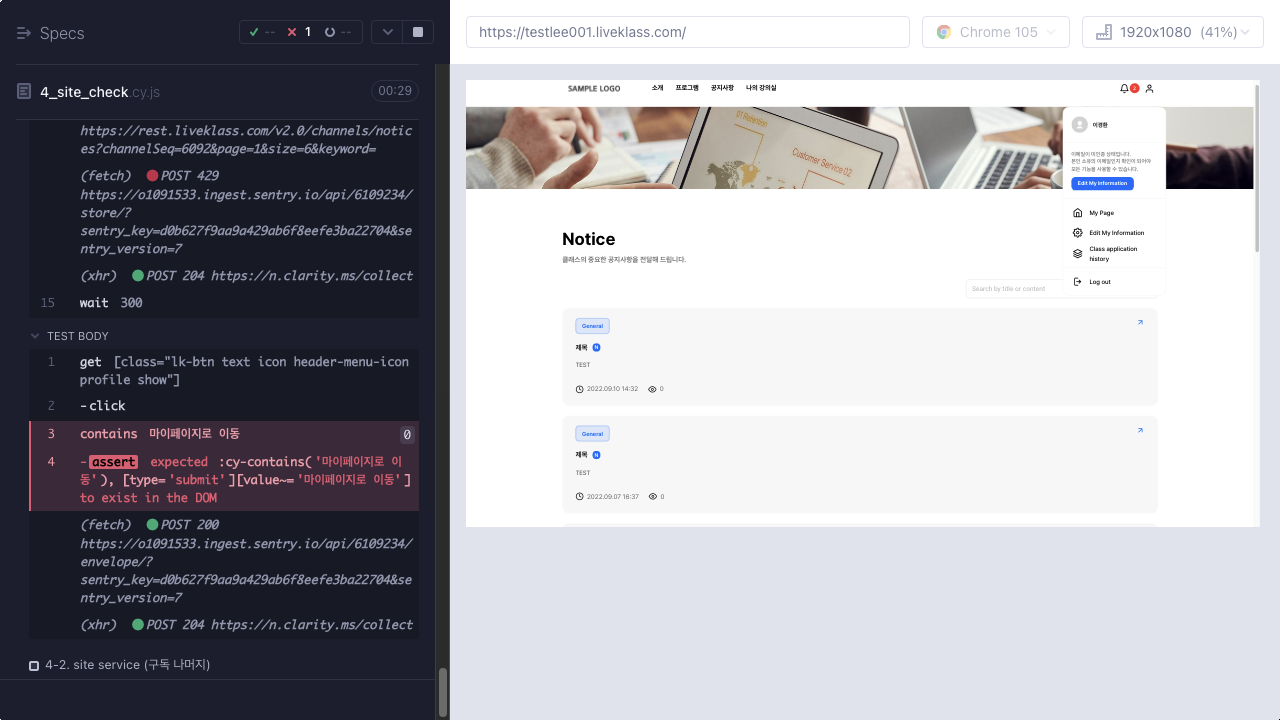 Specs
-- 1 --
4_site_check.cy.js
00:29
https://rest.liveklass.com/v2.0/channels/notic
es?channelSeq=6092&page=1&size=6&keyword=
(fetch) POST 429
https://o1091533.ingest.sentry.io/api/6109234/
store/?
sentry_key=d0b627f9aa9a429ab6f8eefe3ba22704&se
ntry_version=7
(xhr) POST 204 https://n.clarity.ms/collect
15 wait 300
TEST BODY
1 get [class="lk-btn text icon header-menu-icon
profile show"]
2 -click
3 contains 마이페이지로 이동 0
4 -assert expected :cy-contains('마이페이지로 이
동'), [type='submit'][value~='마이페이지로 이동']
to exist in the DOM
(fetch) POST 200
https://o1091533.ingest.sentry.io/api/6109234/
envelope/?
sentry_key=d0b627f9aa9a429ab6f8eefe3ba22704&se
ntry_version=7
(xhr) POST 204 https://n.clarity.ms/collect
4-2. site service (구독 나머지)
https://testlee001.liveklass.com/
Chrome 105
1920x1080 (41%)
SAMPLE LOGO
소개 프로그램 공지사항 나의 강의실
2
01 Retention
Customer Service 02
이경환
이메일이 미인증 상태입니다.
본인 소유의 이메일인지 확인이 되어야
모든 기능을 사용할 수 있습니다.
Edit My Information
My Page
Edit My Information
Class application
history
Log out
Notice
클래스의 중요한 공지사항을 전달해 드립니다.
Search by title or content
General
제목 N
TEST
2022.09.10 14:32 0
General
제목 N
TEST
2022.09.07 16:37 0